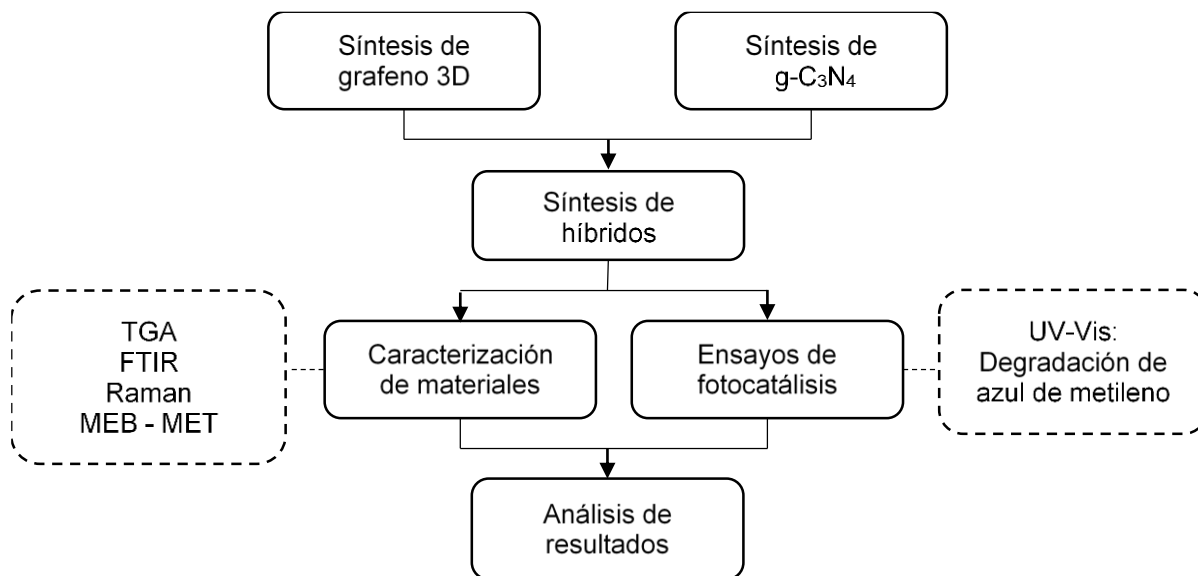 Síntesis de
grafeno 3D
Síntesis de
g-C₃N₄
Síntesis de
híbridos
TGA
FTIR
Raman
MEB - MET
Caracterización
de materiales
Ensayos de
fotocatálisis
UV-Vis:
Degradación de
azul de metileno
Análisis de
resultados